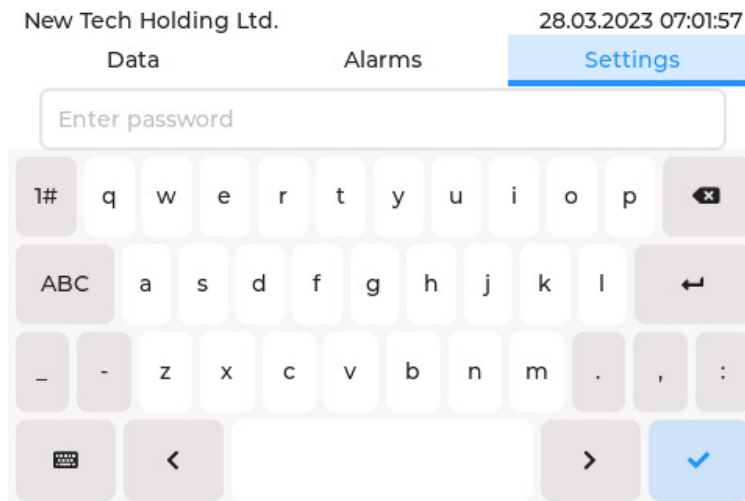 New Tech Holding Ltd. 28.03.2023 07:01:57
Data Alarms Settings
Enter password
1# q w e r t y u i o p
ABC a s d f g h j k l
_ - z x c v b n m . , :